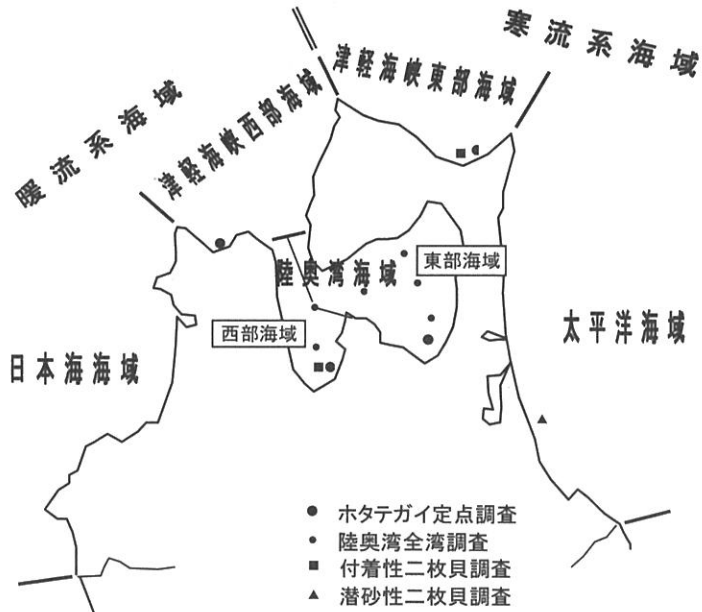 寒流系海域
津軽海峡東部海域
暖流系海域
津軽海峡西部海域
東部海域
陸奥湾海域
西部海域
太平洋海域
日本海海域
● ホタテガイ定点調査
• 陸奥湾全湾調査
■ 付着性二枚貝調査
▲ 潜砂性二枚貝調査